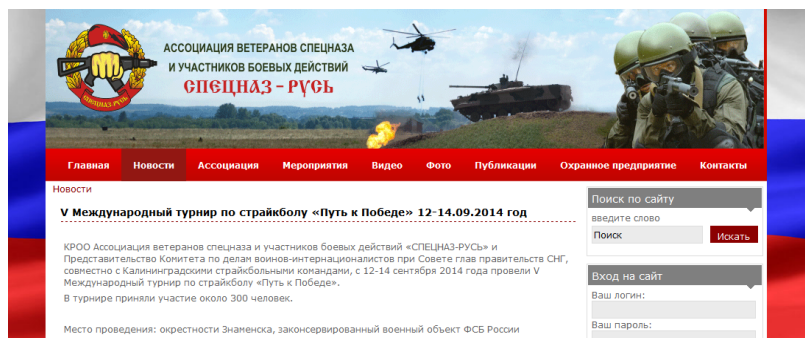 АССОЦИАЦИЯ ВЕТЕРАНОВ СПЕЦНАЗА
И УЧАСТНИКОВ БОЕВЫХ ДЕЙСТВИЙ
СПЕЦНАЗ - РУСЬ
СПЕЦНАЗ РУСЬ
Главная Новости Ассоциация Мероприятия Видео Фото Публикации Охранное предприятие Контакты
Новости
V Международный турнир по страйкболу «Путь к Победе» 12-14.09.2014 год
КРОО Ассоциация ветеранов спецназа и участников боевых действий «СПЕЦНАЗ-РУСЬ» и
Представительство Комитета по делам воинов-интернационалистов при Совете глав правительств СНГ,
совместно с Калининградскими страйкбольными командами, с 12-14 сентября 2014 года провели V
Международный турнир по страйкболу «Путь к Победе».
В турнире приняли участие около 300 человек.
Место проведения: окрестности Знаменска, законсервированный военный объект ФСБ России
Поиск по сайту
введите слово
Поиск Искать
Вход на сайт
Ваш логин:
Ваш пароль: